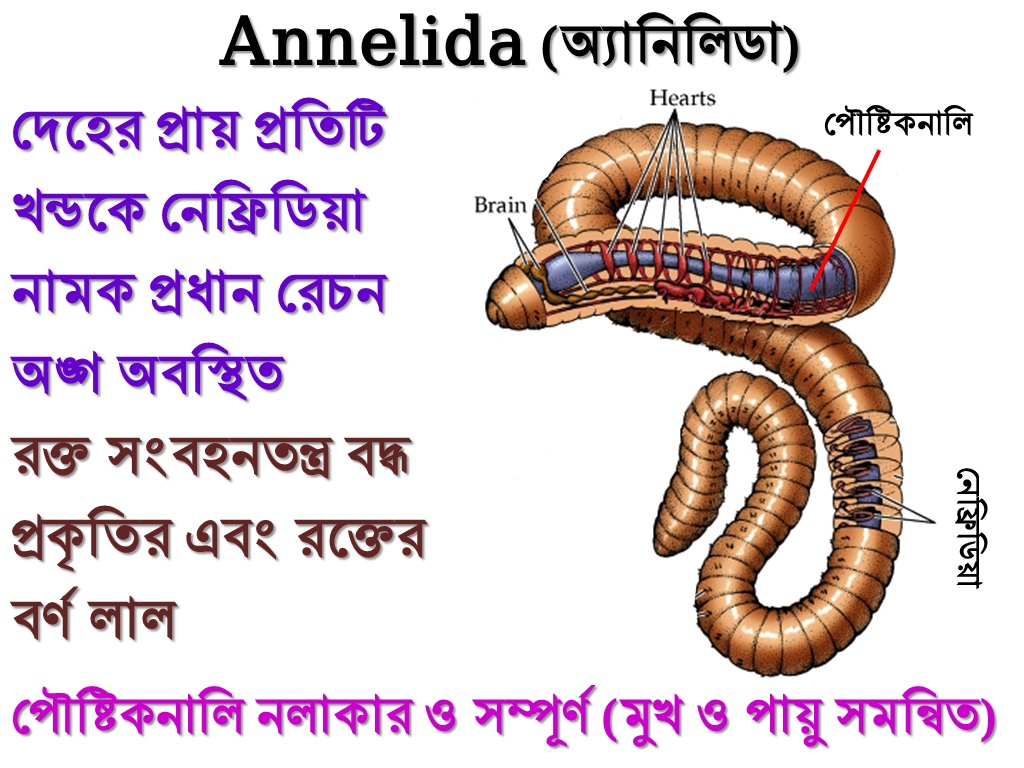 Annelida (অ্যানিলিডা)
দেহের প্রায় প্রতিটি
খন্ডকে নেফ্রিডিয়া
নামক প্রধান রেচন
অঙ্গ অবস্থিত
রক্ত সংবহনতন্ত্র বদ্ধ
প্রকৃতির এবং রক্তের
বর্ণ লাল
Hearts
পৌষ্টিকনালি
Brain
নেফ্রিডিয়া
পৌষ্টিকনালি নলাকার ও সম্পূর্ণ (মুখ ও পায়ু সমন্বিত)